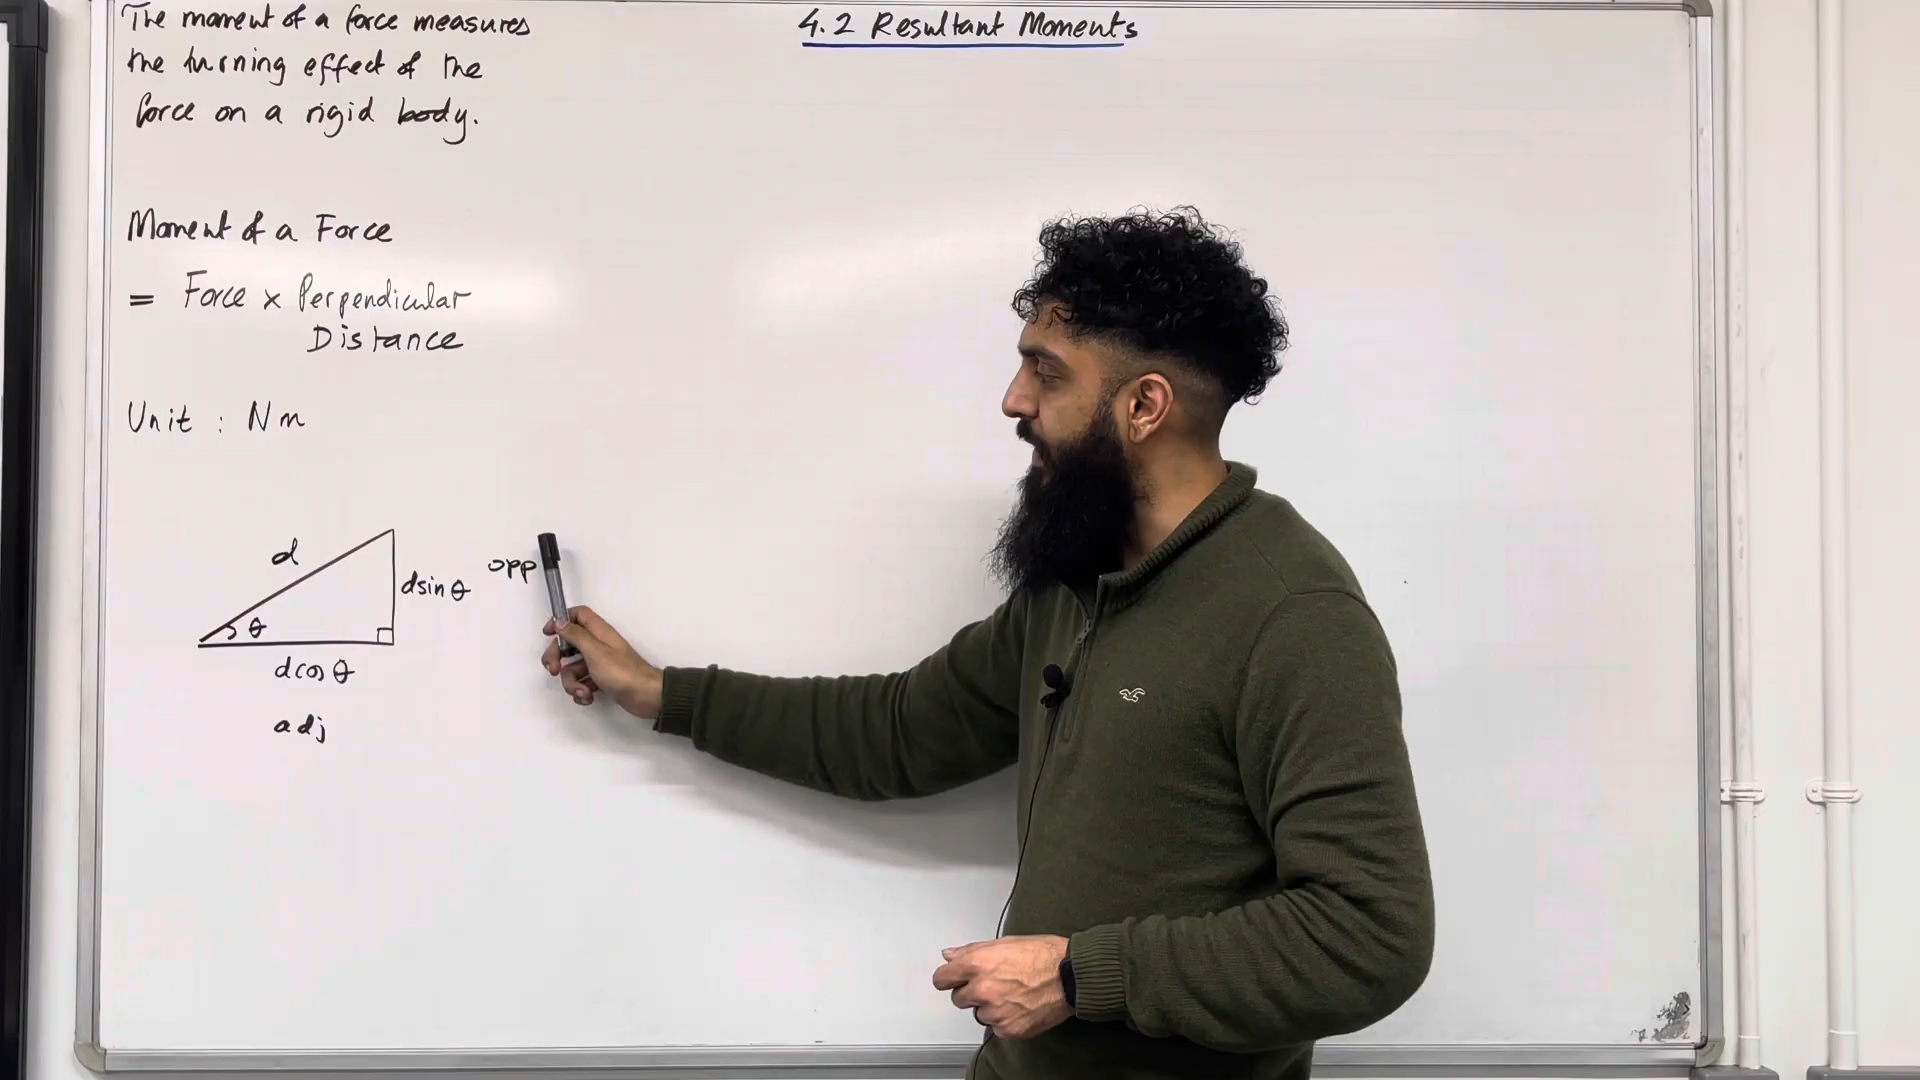 4.2 Resultant Moments
The moment of a force measures
the turning effect of the
force on a rigid body.
Moment of a Force
= Force × Perpendicular
Distance
Unit : Nm
d
dsinθ
opp
θ
dcosθ
adj